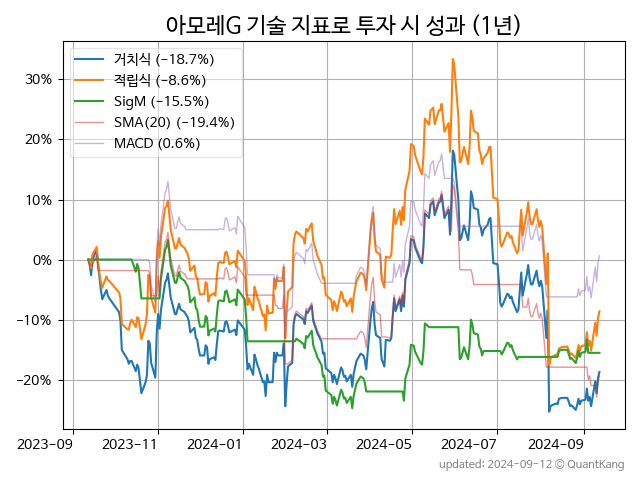 아모레G 기술 지표로 투자 시 성과 (1년)
거치식 (−18.7%)
적립식 (−8.6%)
SigM (−15.5%)
SMA(20) (−19.4%)
MACD (0.6%)
30%
20%
10%
0%
−10%
−20%
2023-09 2023-11 2024-01 2024-03 2024-05 2024-07 2024-09
updated: 2024-09-12 © QuantKang